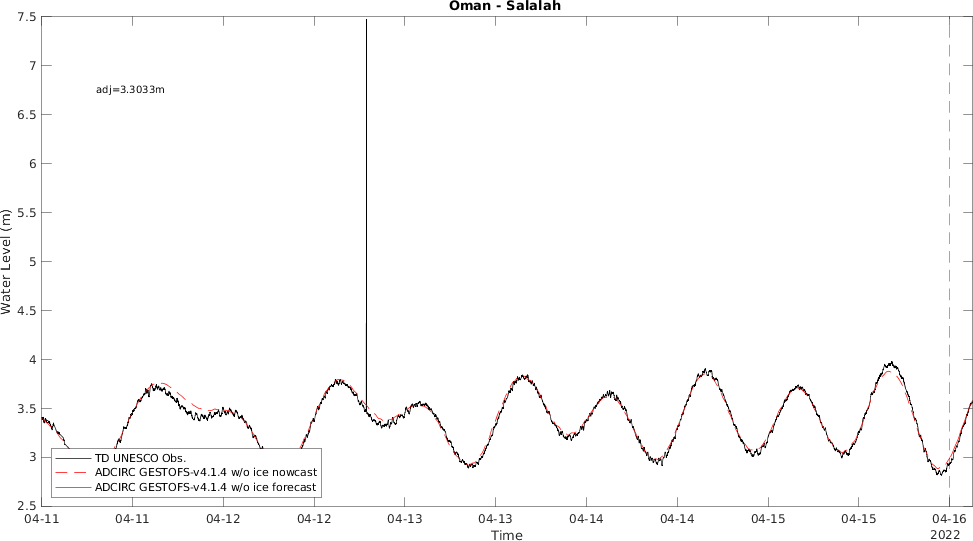 Oman - Salalah
7.5
7
6.5
6
5.5
5
4.5
4
3.5
3
2.5
Water Level (m)
adj=3.3033m
TD UNESCO Obs.
ADCIRC GESTOFS-v4.1.4 w/o ice nowcast
ADCIRC GESTOFS-v4.1.4 w/o ice forecast
04-11 04-11 04-12 04-12 04-13 04-13 04-14 04-14 04-15 04-15 04-16
Time
2022